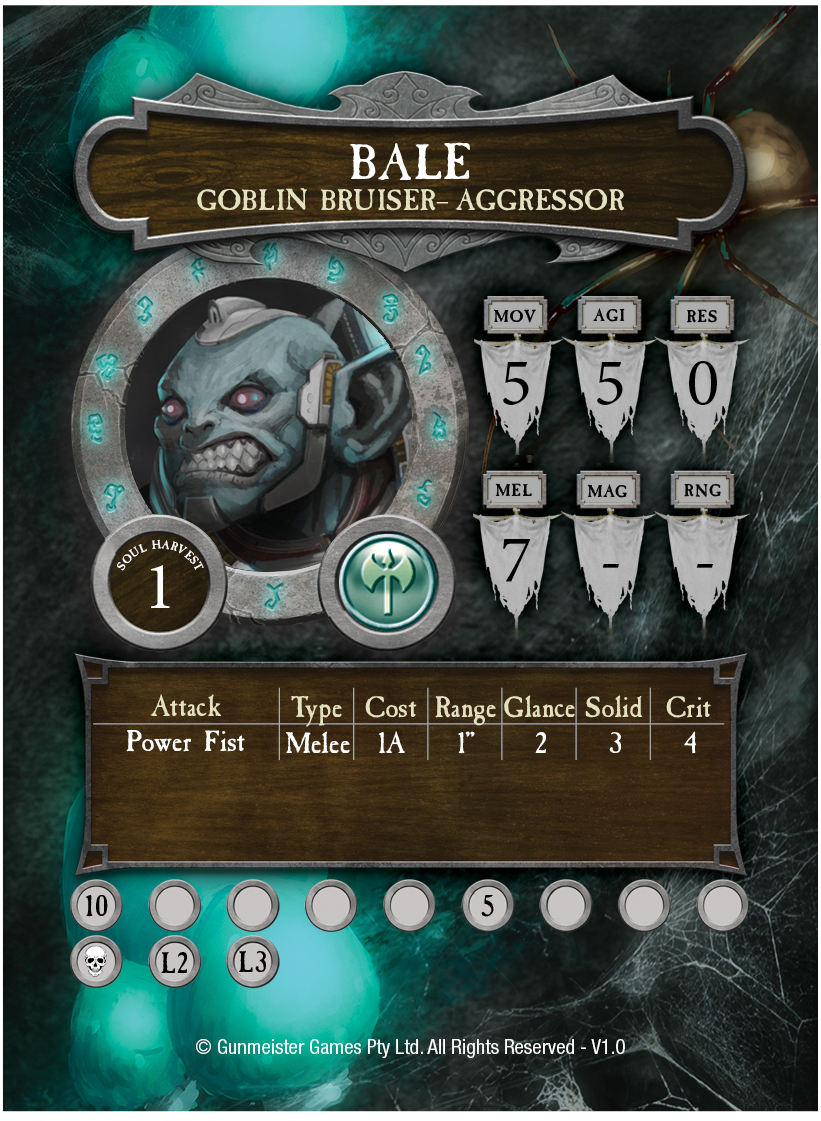 BALE
GOBLIN BRUISER– AGGRESSOR
MOV AGI RES
5 5 0
MEL MAG RNG
7 - -
SOUL HARVEST
1
Attack Type Cost Range Glance Solid Crit
Power Fist Melee 1A 1” 2 3 4
10 5
L2 L3
© Gunmeister Games Pty Ltd. All Rights Reserved - V1.0